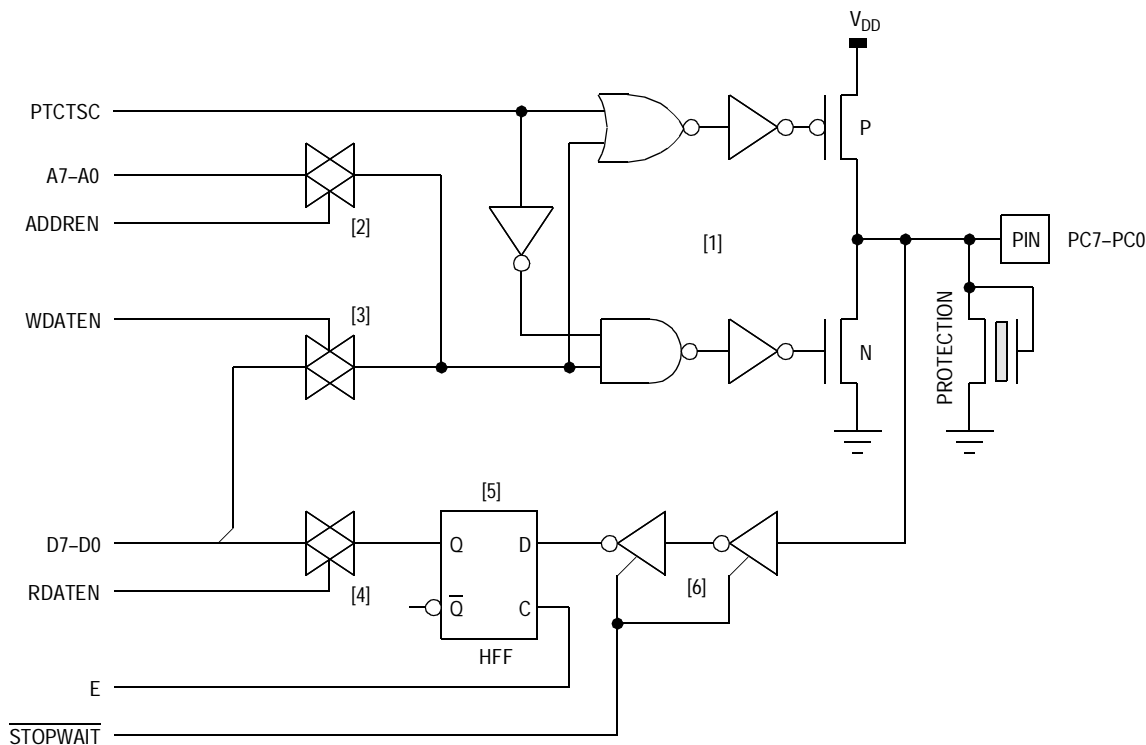 V_DD
PTCTSC
P
A7–A0
ADDREN
[2]
[1]
PIN PC7–PC0
WDATEN
[3]
PROTECTION
N
[5]
D7–D0
Q D
RDATEN
[4]
[6]
Q̅ C
HFF
E
S̅T̅O̅P̅W̅A̅I̅T̅